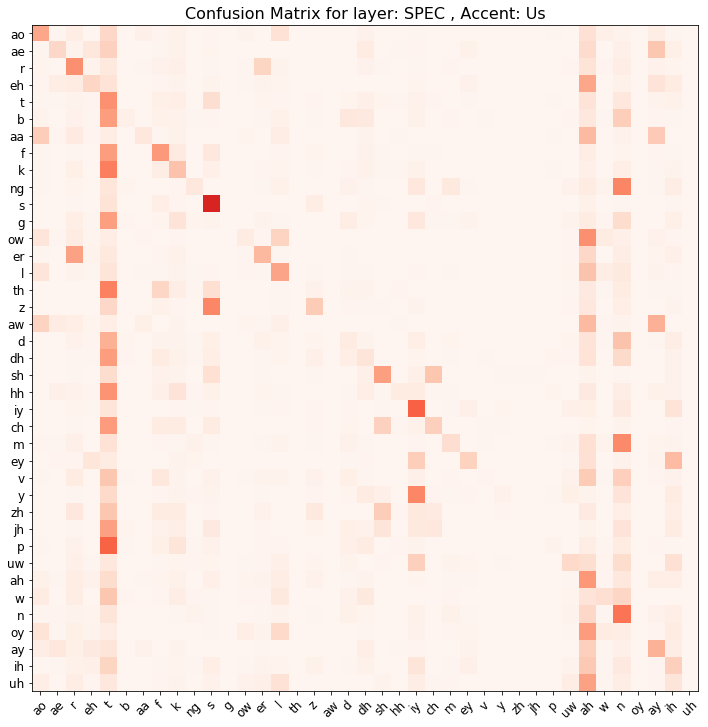 Confusion Matrix for layer: SPEC , Accent: Us
ao
ae
r
eh
t
b
aa
f
k
ng
s
g
ow
er
l
th
z
aw
d
dh
sh
hh
iy
ch
m
ey
v
y
zh
jh
p
uw
ah
w
n
oy
ay
ih
uh
ao ae r eh t b aa f k ng s g ow er l th z aw d dh sh hh iy ch m ey v y zh jh p uw ah w n oy ay ih uh